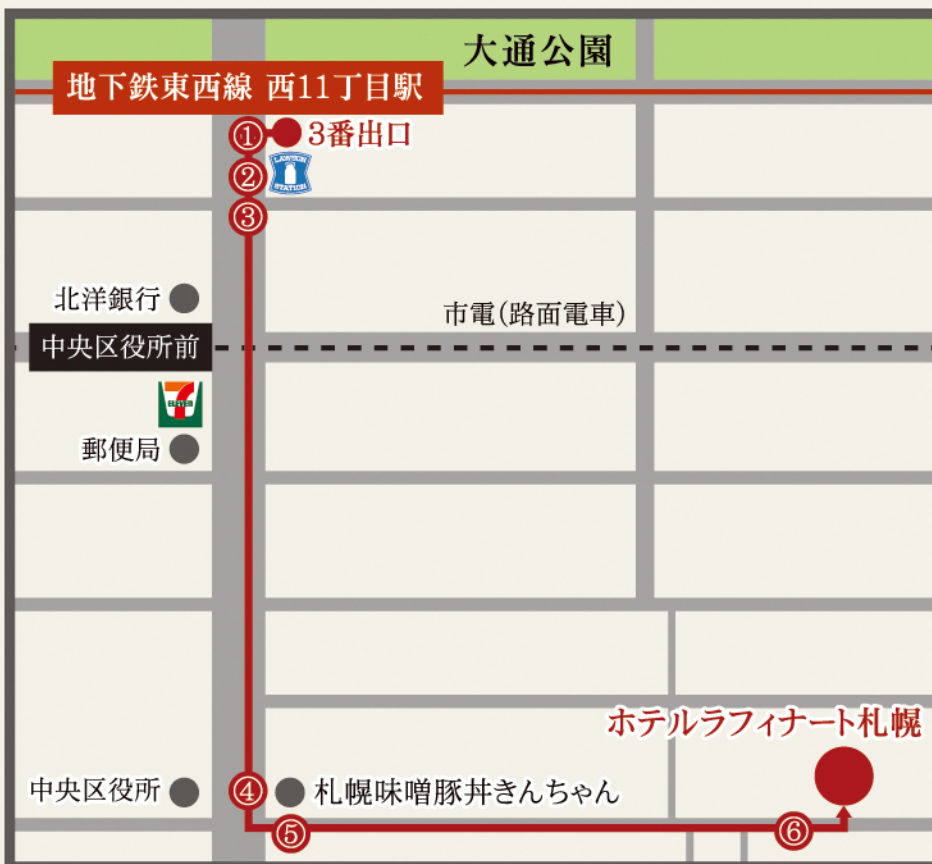 大通公園
地下鉄東西線 西11丁目駅
① 3番出口
② LAWSON STATION
③
北洋銀行
市電(路面電車)
中央区役所前
7 ELEVEN
郵便局
ホテルラフィナート札幌
中央区役所 ④ 札幌味噌豚丼きんちゃん
⑤ ⑥